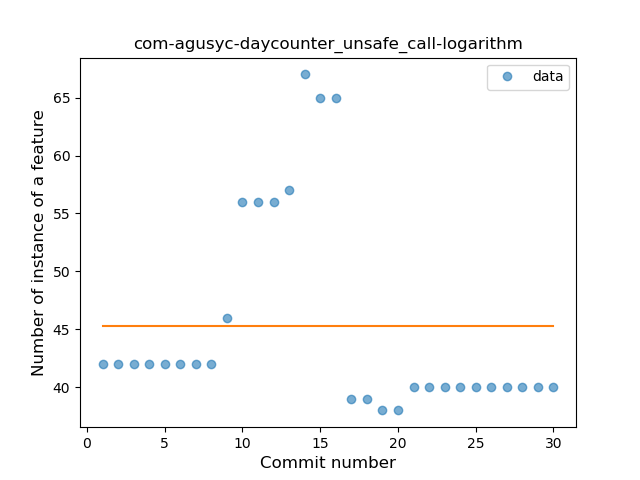 com-agusyc-daycounter_unsafe_call-logarithm
data
Number of instance of a feature
65
60
55
50
45
40
0 5 10 15 20 25 30
Commit number